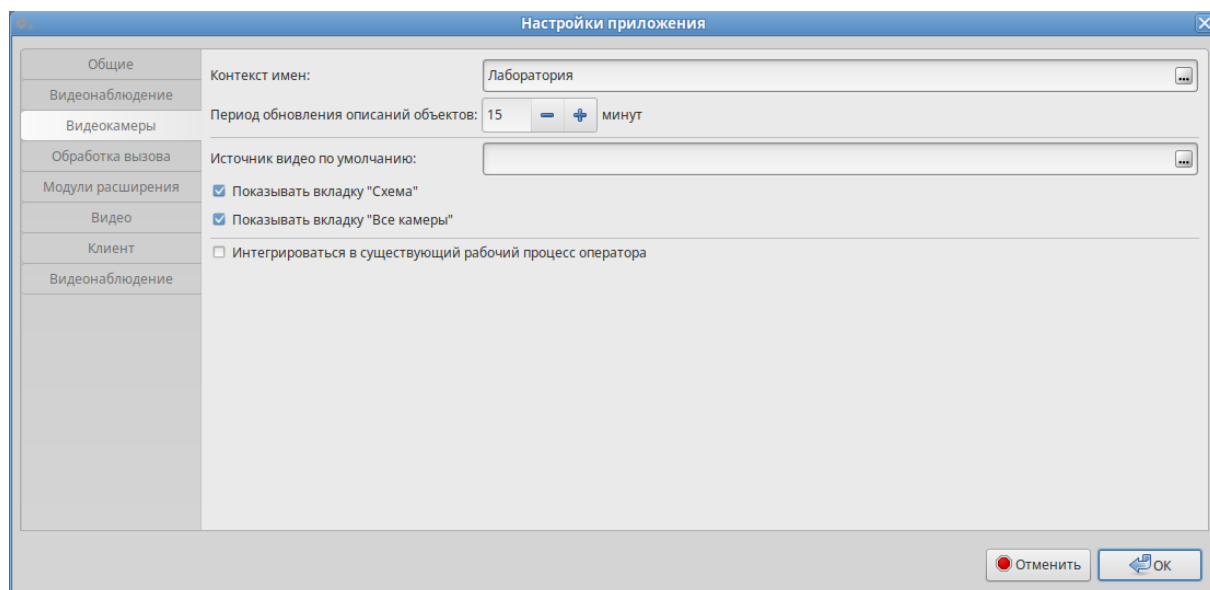 Настройки приложения
Общие
Видеонаблюдение
Видеокамеры
Обработка вызова
Модули расширения
Видео
Клиент
Видеонаблюдение
Контекст имен: Лаборатория ...
Период обновления описаний объектов: 15 минут
Источник видео по умолчанию: ...
Показывать вкладку "Схема"
Показывать вкладку "Все камеры"
Интегрироваться в существующий рабочий процесс оператора
Отменить ОК